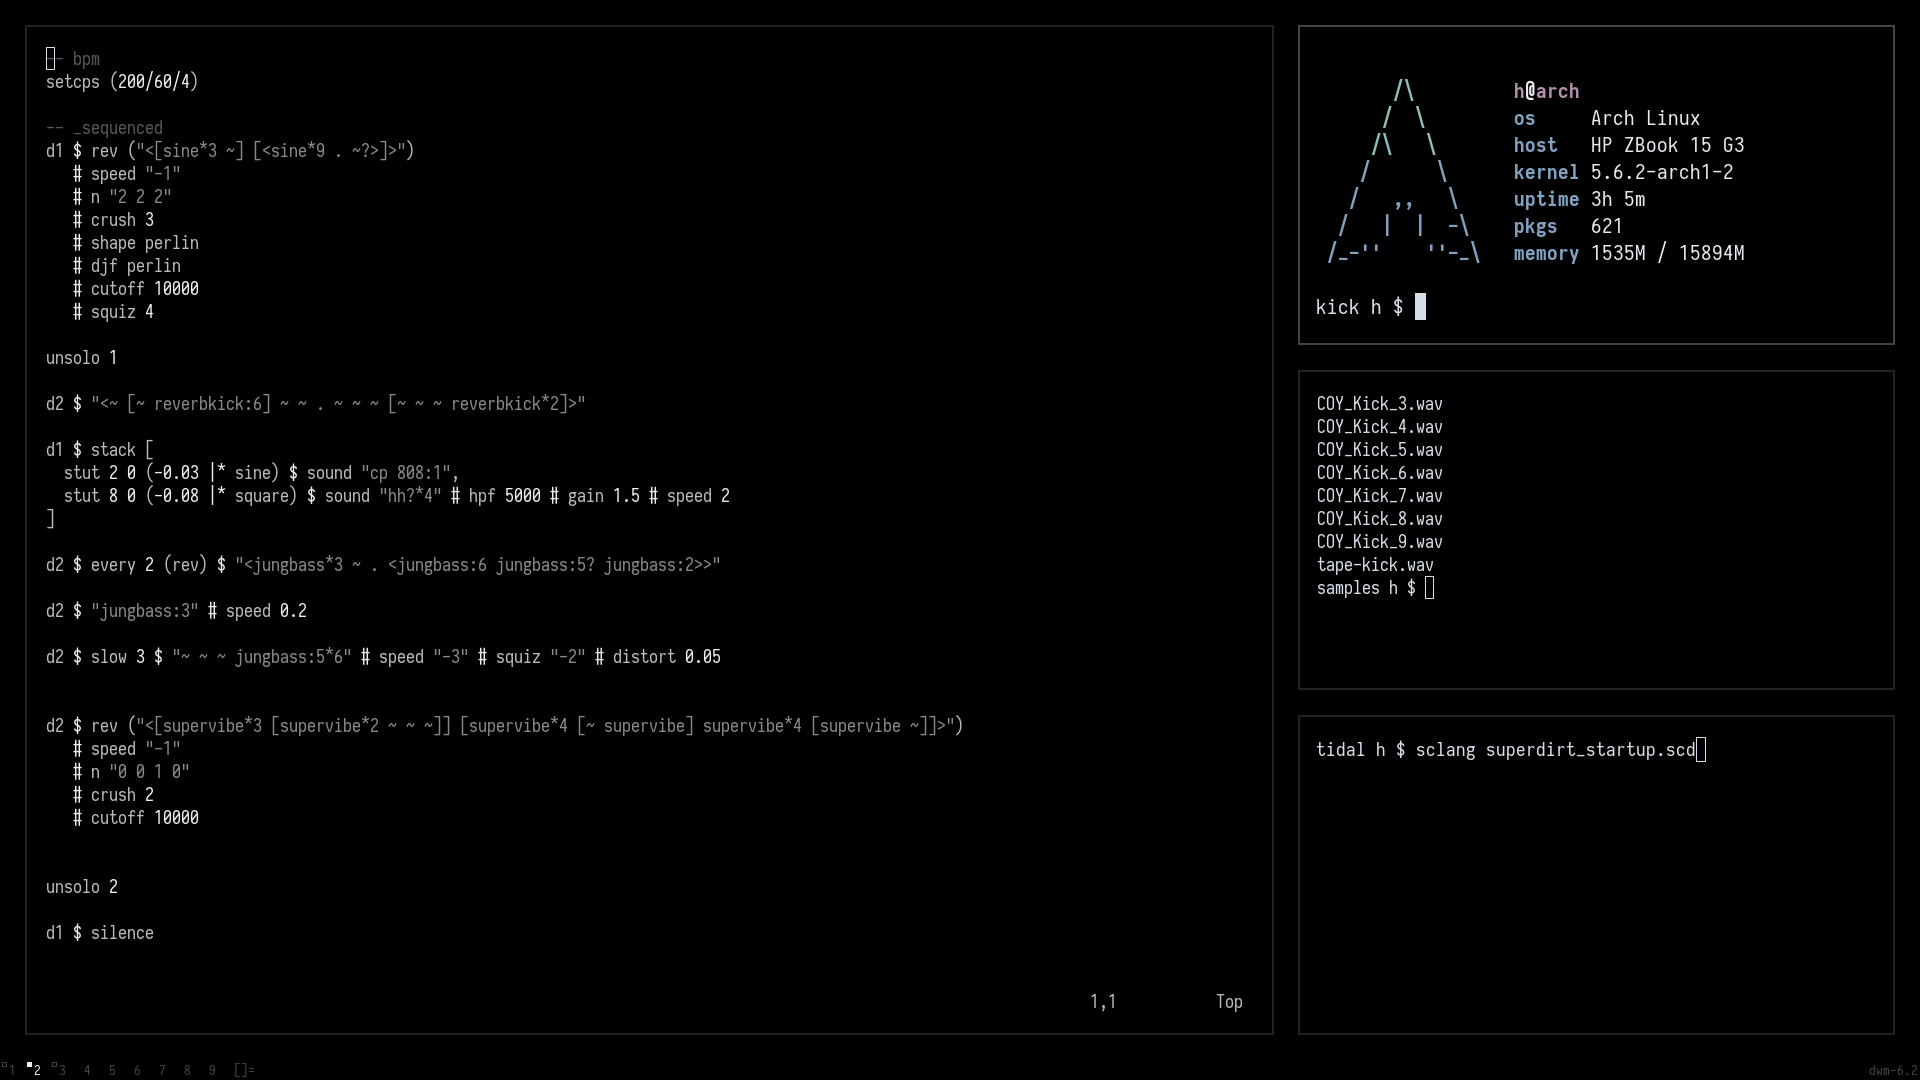 -- bpm
setcps (200/60/4)

-- _sequenced
d1 $ rev ("<[sine*3 ~] [<sine*9 . ~?>]>")
   # speed "-1"
   # n "2 2 2"
   # crush 3
   # shape perlin
   # djf perlin
   # cutoff 10000
   # squiz 4

unsolo 1

d2 $ "<~ [~ reverbkick:6] ~ ~ . ~ ~ ~ [~ ~ ~ reverbkick*2]>"

d1 $ stack [
  stut 2 0 (-0.03 |* sine) $ sound "cp 808:1",
  stut 8 0 (-0.08 |* square) $ sound "hh?*4" # hpf 5000 # gain 1.5 # speed 2
]

d2 $ every 2 (rev) $ "<jungbass*3 ~ . <jungbass:6 jungbass:5? jungbass:2>>"

d2 $ "jungbass:3" # speed 0.2

d2 $ slow 3 $ "~ ~ ~ jungbass:5*6" # speed "-3" # squiz "-2" # distort 0.05

d2 $ rev ("<[supervibe*3 [supervibe*2 ~ ~ ~]] [supervibe*4 [~ supervibe] supervibe*4 [supervibe ~]]>")
   # speed "-1"
   # n "0 0 1 0"
   # crush 2
   # cutoff 10000

unsolo 2

d1 $ silence

1,1 Top
h@arch
os Arch Linux
host HP ZBook 15 G3
kernel 5.6.2-arch1-2
uptime 3h 5m
pkgs 621
memory 1535M / 15894M
kick h $
COY_Kick_3.wav
COY_Kick_4.wav
COY_Kick_5.wav
COY_Kick_6.wav
COY_Kick_7.wav
COY_Kick_8.wav
COY_Kick_9.wav
tape-kick.wav
samples h $
tidal h $ sclang superdirt_startup.scd
1 2 3 4 5 6 7 8 9 []= dwm-6.2